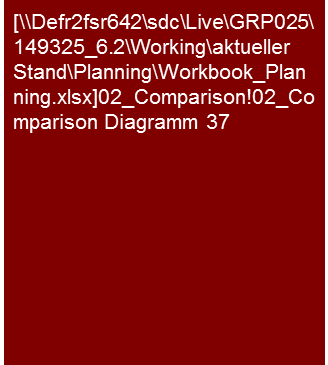 [\\Defr2fsr642\sdc\Live\GRP025\
149325_6.2\Working\aktueller
Stand\Planning\Workbook_Plan
ning.xlsx]02_Comparison!02_Co
mparison Diagramm 37